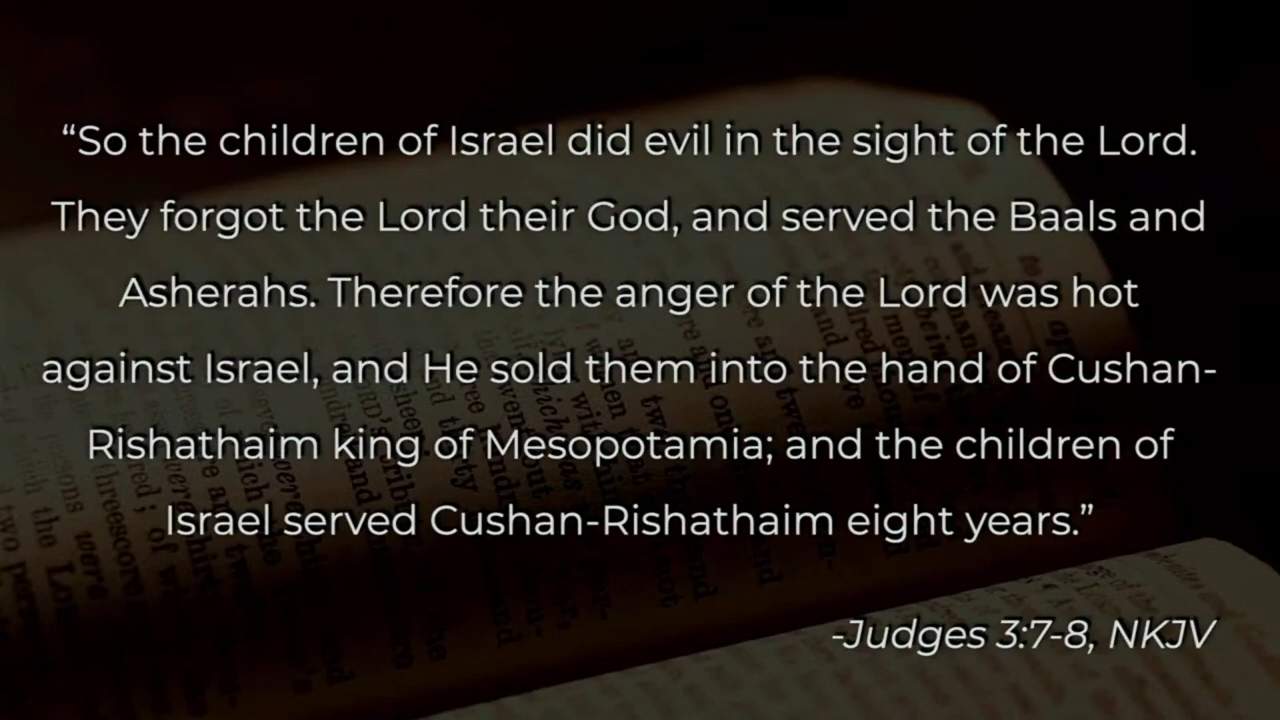 “So the children of Israel did evil in the sight of the Lord.
They forgot the Lord their God, and served the Baals and
Asherahs. Therefore the anger of the Lord was hot
against Israel, and He sold them into the hand of Cushan-
Rishathaim king of Mesopotamia; and the children of
Israel served Cushan-Rishathaim eight years.”
-Judges 3:7-8, NKJV